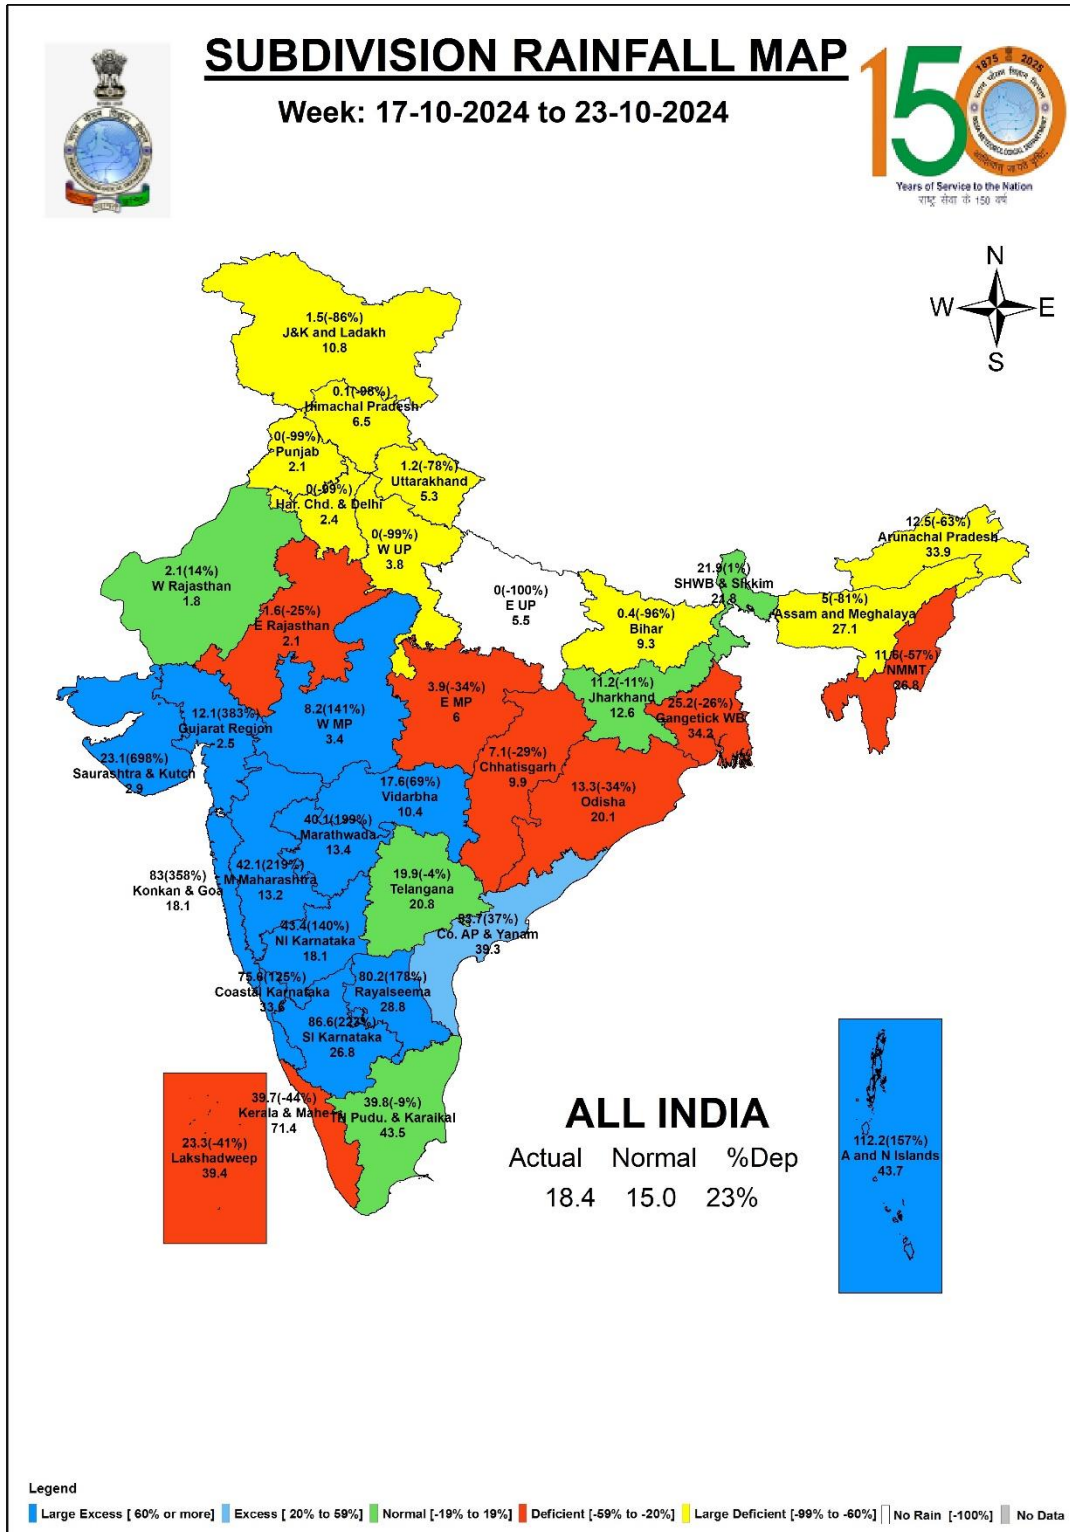 SUBDIVISION RAINFALL MAP
Week: 17-10-2024 to 23-10-2024
1875
2025
150
INDIA METEOROLOGICAL DEPARTMENT
Years of Service to the Nation
राष्ट्र सेवा के 150 वर्ष
N
W
E
S
1.5(-86%)
J&K and Ladakh
10.8
0.1(-98%)
Himachal Pradesh
6.5
0(-99%)
Punjab
2.1
1.2(-78%)
Uttarakhand
5.3
0(-99%)
Har. Chd. & Delhi
2.4
0(-99%)
W UP
3.8
2.1(14%)
W Rajasthan
1.8
1.6(-25%)
E Rajasthan
2.1
0(-100%)
E UP
5.5
0.4(-96%)
Bihar
9.3
21.9(1%)
SHWB & Sikkim
21.8
12.5(-63%)
Arunachal Pradesh
33.9
5(-81%)
Assam and Meghalaya
27.1
11.6(-57%)
NMMT
26.8
11.2(-11%)
Jharkhand
12.6
25.2(-26%)
Gangetick WB
34.2
3.9(-34%)
E MP
6
8.2(141%)
W MP
3.4
12.1(383%)
Gujarat Region
2.5
23.1(698%)
Saurashtra & Kutch
2.9
7.1(-29%)
Chhatisgarh
9.9
13.3(-34%)
Odisha
20.1
17.6(69%)
Vidarbha
10.4
40.1(199%)
Marathwada
13.4
42.1(219%)
M Maharashtra
13.2
83(358%)
Konkan & Goa
18.1
19.9(-4%)
Telangana
20.8
53.7(37%)
Co. AP & Yanam
39.3
43.4(140%)
NI Karnataka
18.1
75.6(125%)
Coastal Karnataka
33.6
80.2(178%)
Rayalseema
28.8
86.6(223%)
SI Karnataka
26.8
39.7(-44%)
Kerala & Mahe
71.4
39.8(-9%)
TN Pudu. & Karaikal
43.5
23.3(-41%)
Lakshadweep
39.4
112.2(157%)
A and N Islands
43.7
ALL INDIA
Actual Normal %Dep
18.4 15.0 23%
Legend
Large Excess [ 60% or more] Excess [ 20% to 59%] Normal [-19% to 19%] Deficient [-59% to -20%] Large Deficient [-99% to -60%] No Rain [-100%] No Data